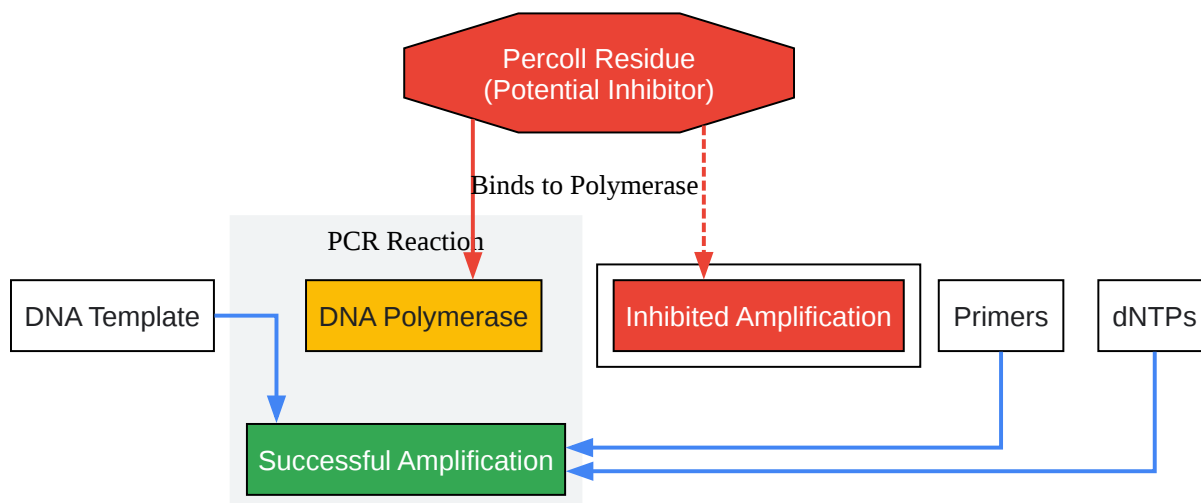 Percoll Residue
(Potential Inhibitor)
Binds to Polymerase
PCR Reaction
DNA Template
DNA Polymerase
Inhibited Amplification
Primers
dNTPs
Successful Amplification